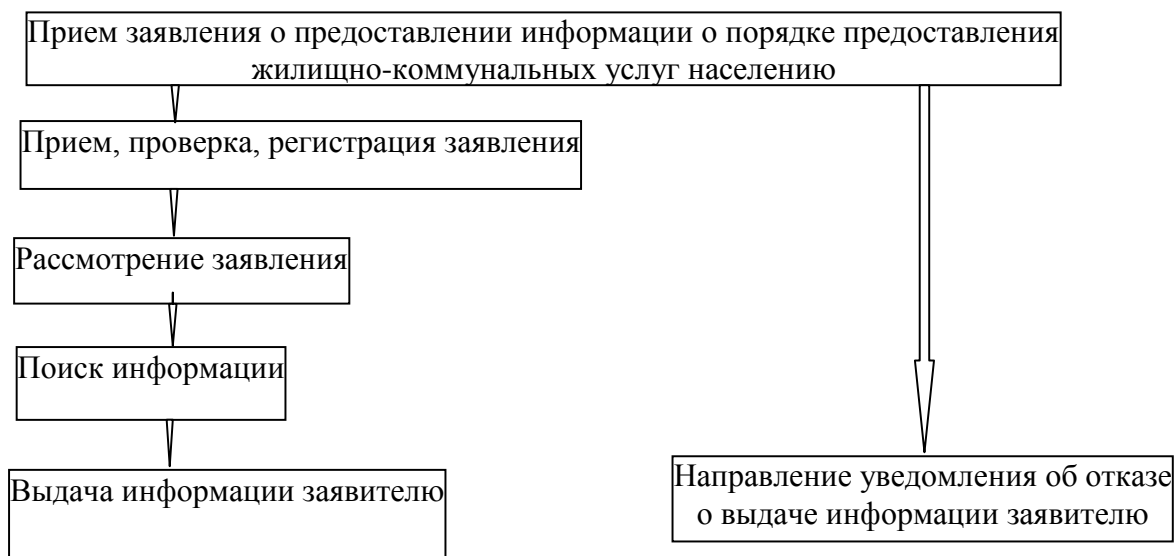 Прием заявления о предоставлении информации о порядке предоставления
жилищно-коммунальных услуг населению
Прием, проверка, регистрация заявления
Рассмотрение заявления
Поиск информации
Выдача информации заявителю
Направление уведомления об отказе
о выдаче информации заявителю